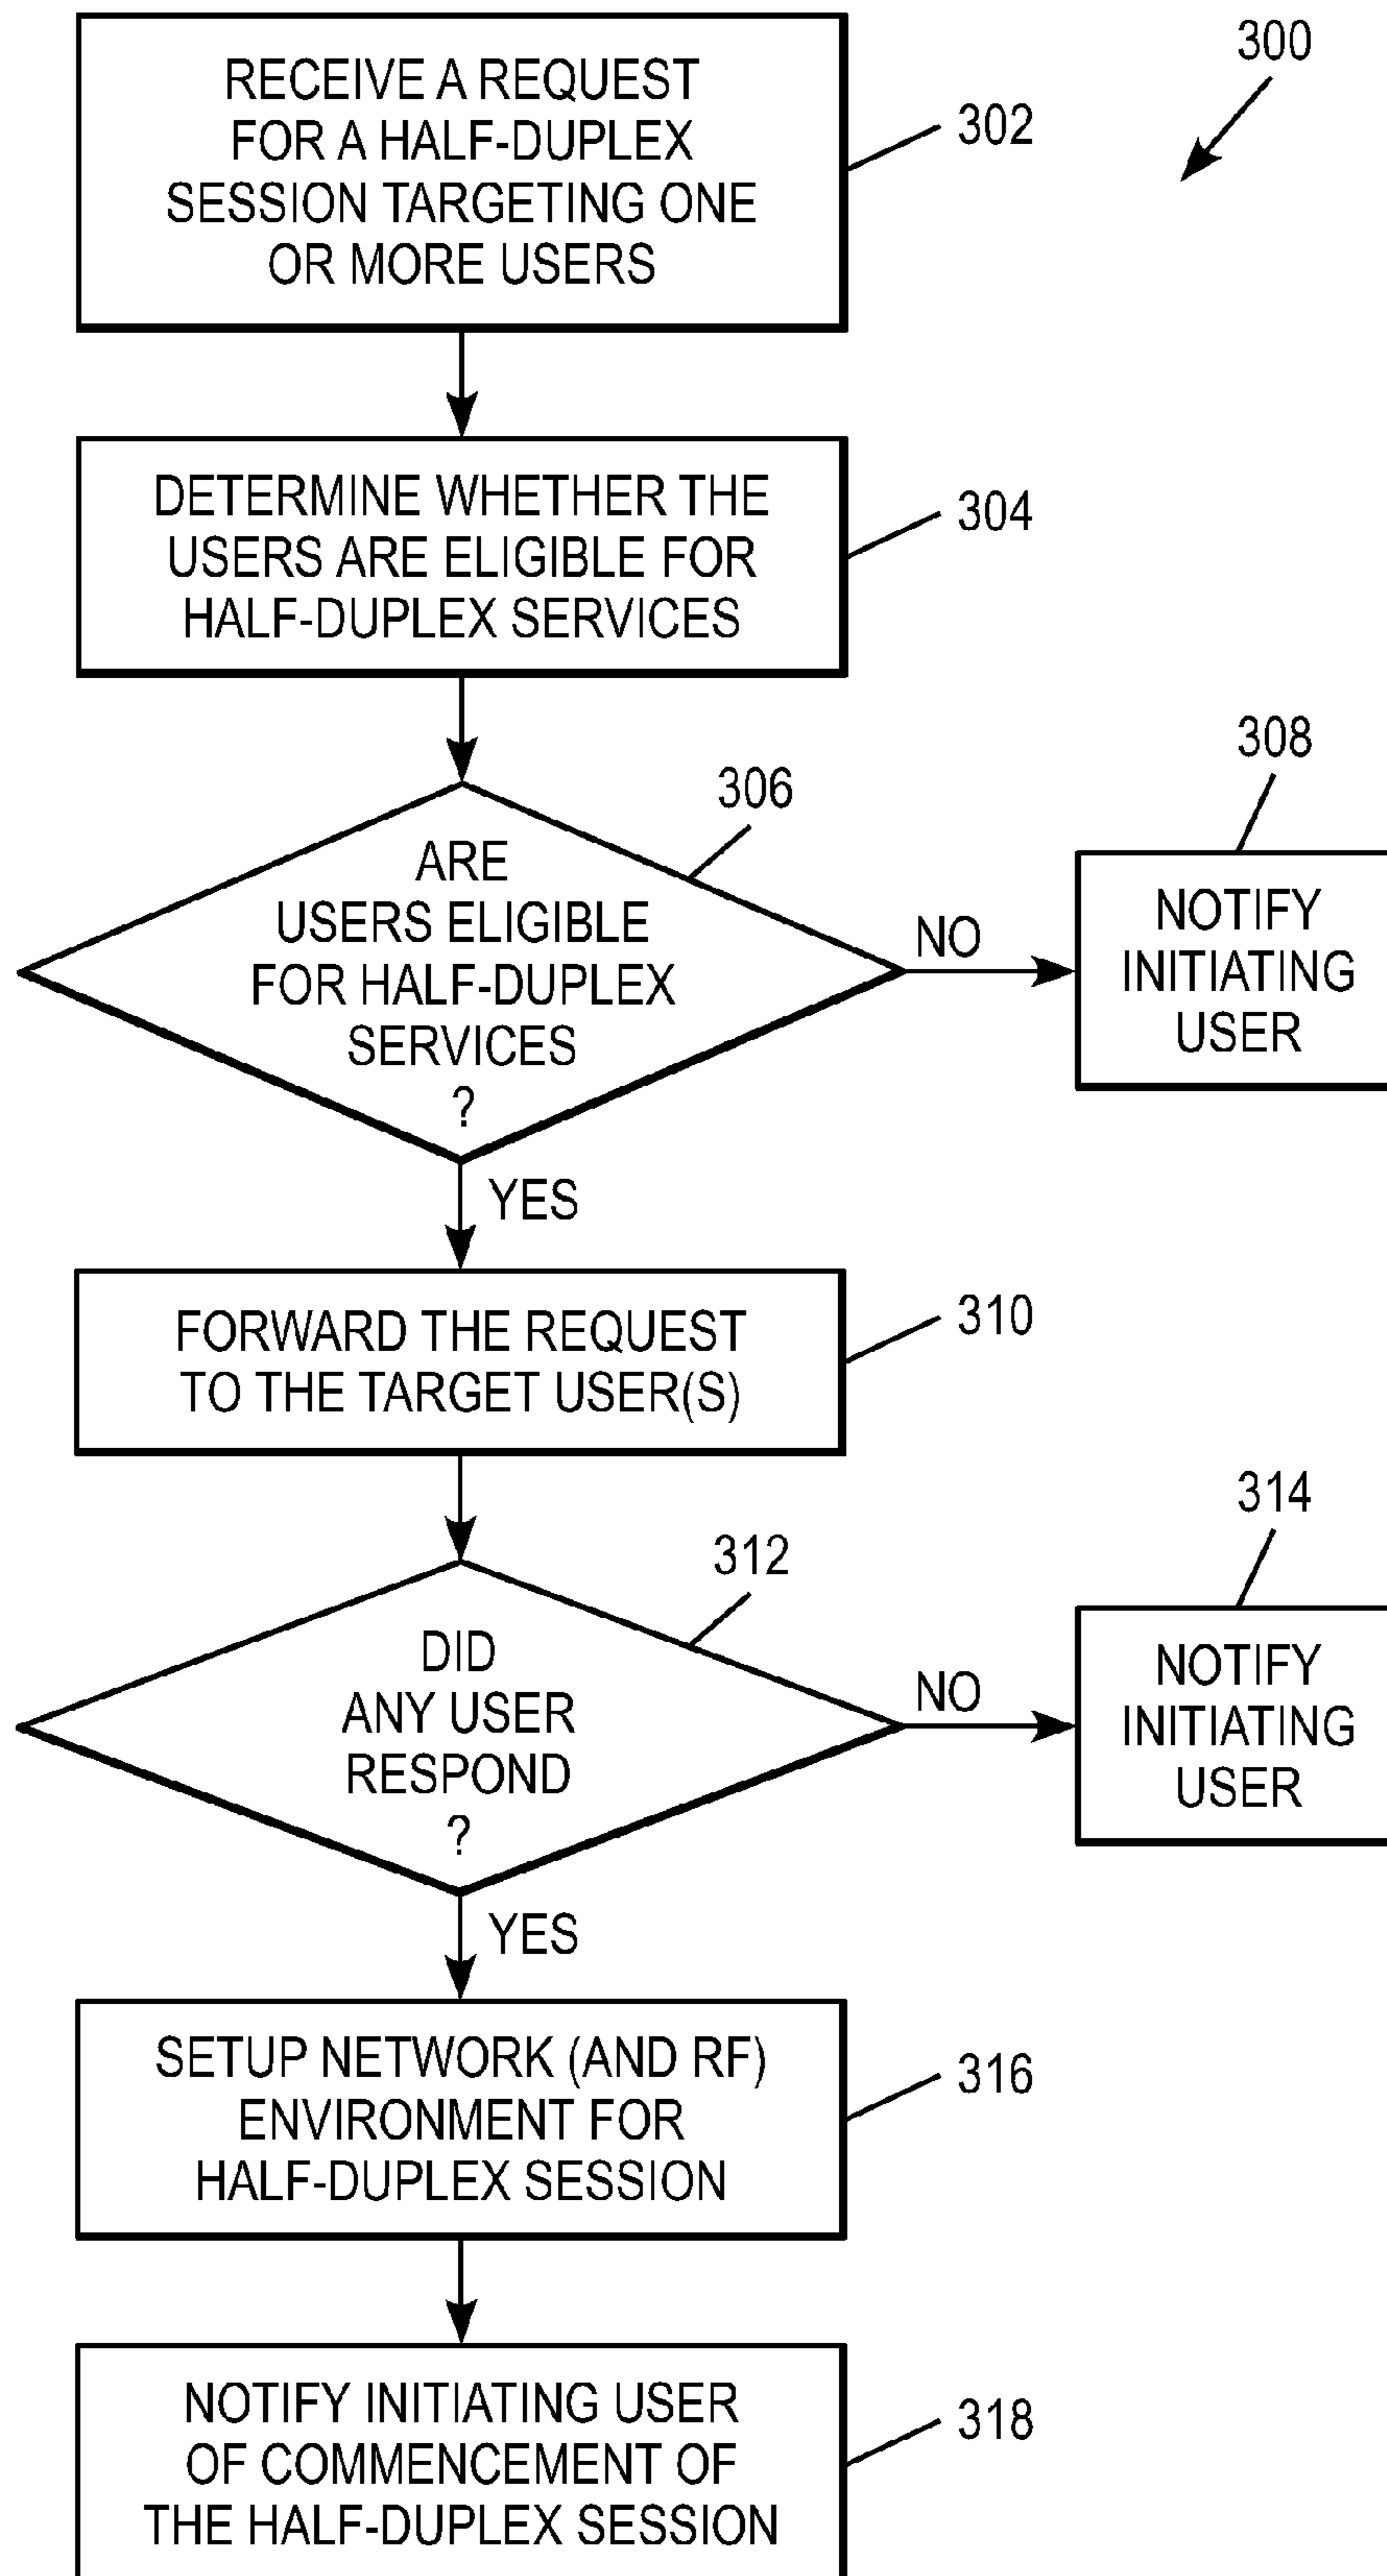 300
RECEIVE A REQUEST
FOR A HALF-DUPLEX
SESSION TARGETING ONE
OR MORE USERS
302
DETERMINE WHETHER THE
USERS ARE ELIGIBLE FOR
HALF-DUPLEX SERVICES
304
306
ARE
USERS ELIGIBLE
FOR HALF-DUPLEX
SERVICES
?
NO
308
NOTIFY
INITIATING
USER
YES
FORWARD THE REQUEST
TO THE TARGET USER(S)
310
312
DID
ANY USER
RESPOND
?
NO
314
NOTIFY
INITIATING
USER
YES
SETUP NETWORK (AND RF)
ENVIRONMENT FOR
HALF-DUPLEX SESSION
316
NOTIFY INITIATING USER
OF COMMENCEMENT OF
THE HALF-DUPLEX SESSION
318